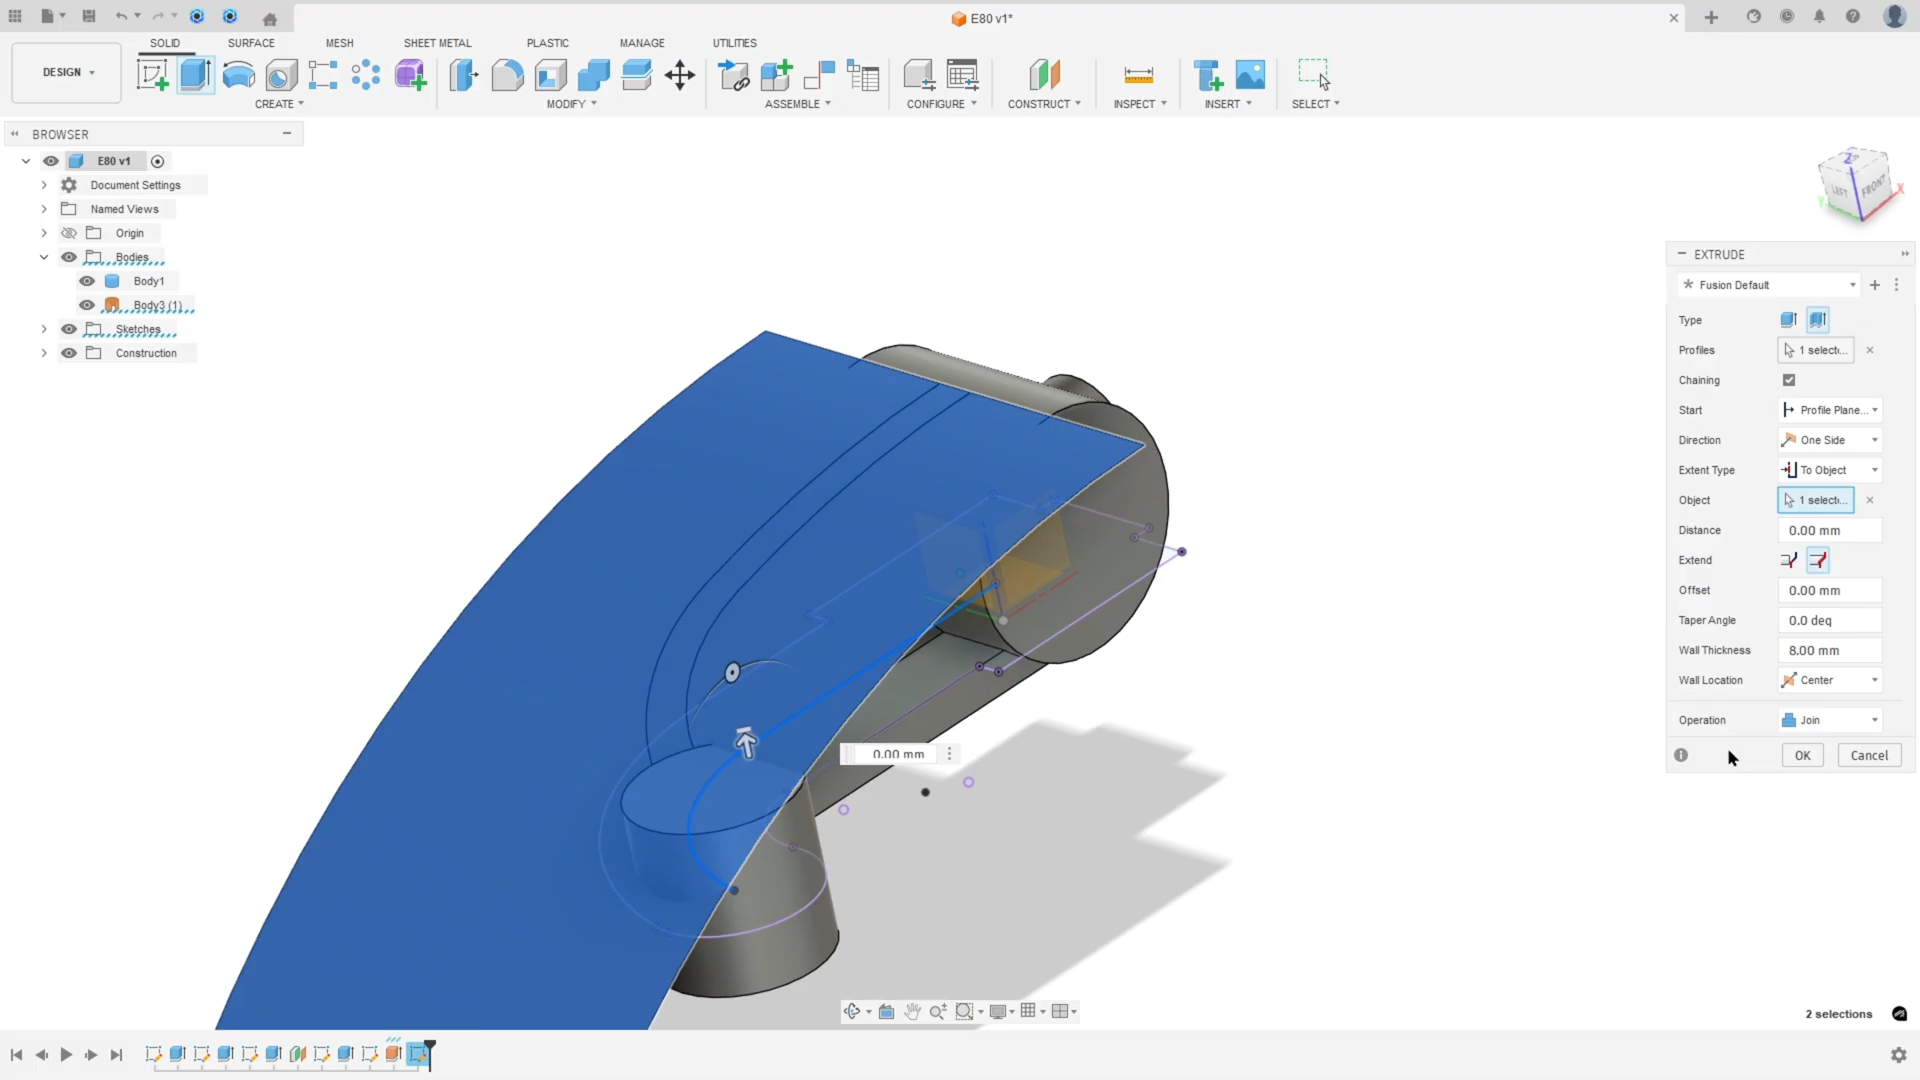 E80 v1*
DESIGN
SOLID
SURFACE
MESH
SHEET METAL
PLASTIC
MANAGE
UTILITIES
CREATE
MODIFY
ASSEMBLE
CONFIGURE
CONSTRUCT
INSPECT
INSERT
SELECT
BROWSER
E80 v1
Document Settings
Named Views
Origin
Bodies
Body1
Body3 (1)
Sketches
Construction
Z
LEFT
FRONT
X
Y
EXTRUDE
* Fusion Default
Type
Profiles
1 select...
Chaining
Start
Profile Plane...
Direction
One Side
Extent Type
To Object
Object
1 select...
Distance
0.00 mm
Extend
Offset
0.00 mm
Taper Angle
0.0 deg
Wall Thickness
8.00 mm
Wall Location
Center
Operation
Join
OK
Cancel
0.00 mm
2 selections